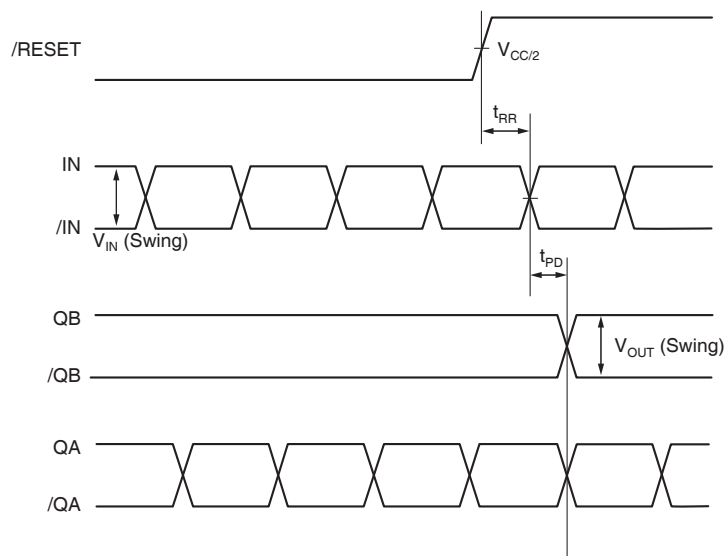 /RESET
VCC/2
tRR
IN
/IN
VIN (Swing)
tPD
QB
VOUT (Swing)
/QB
QA
/QA